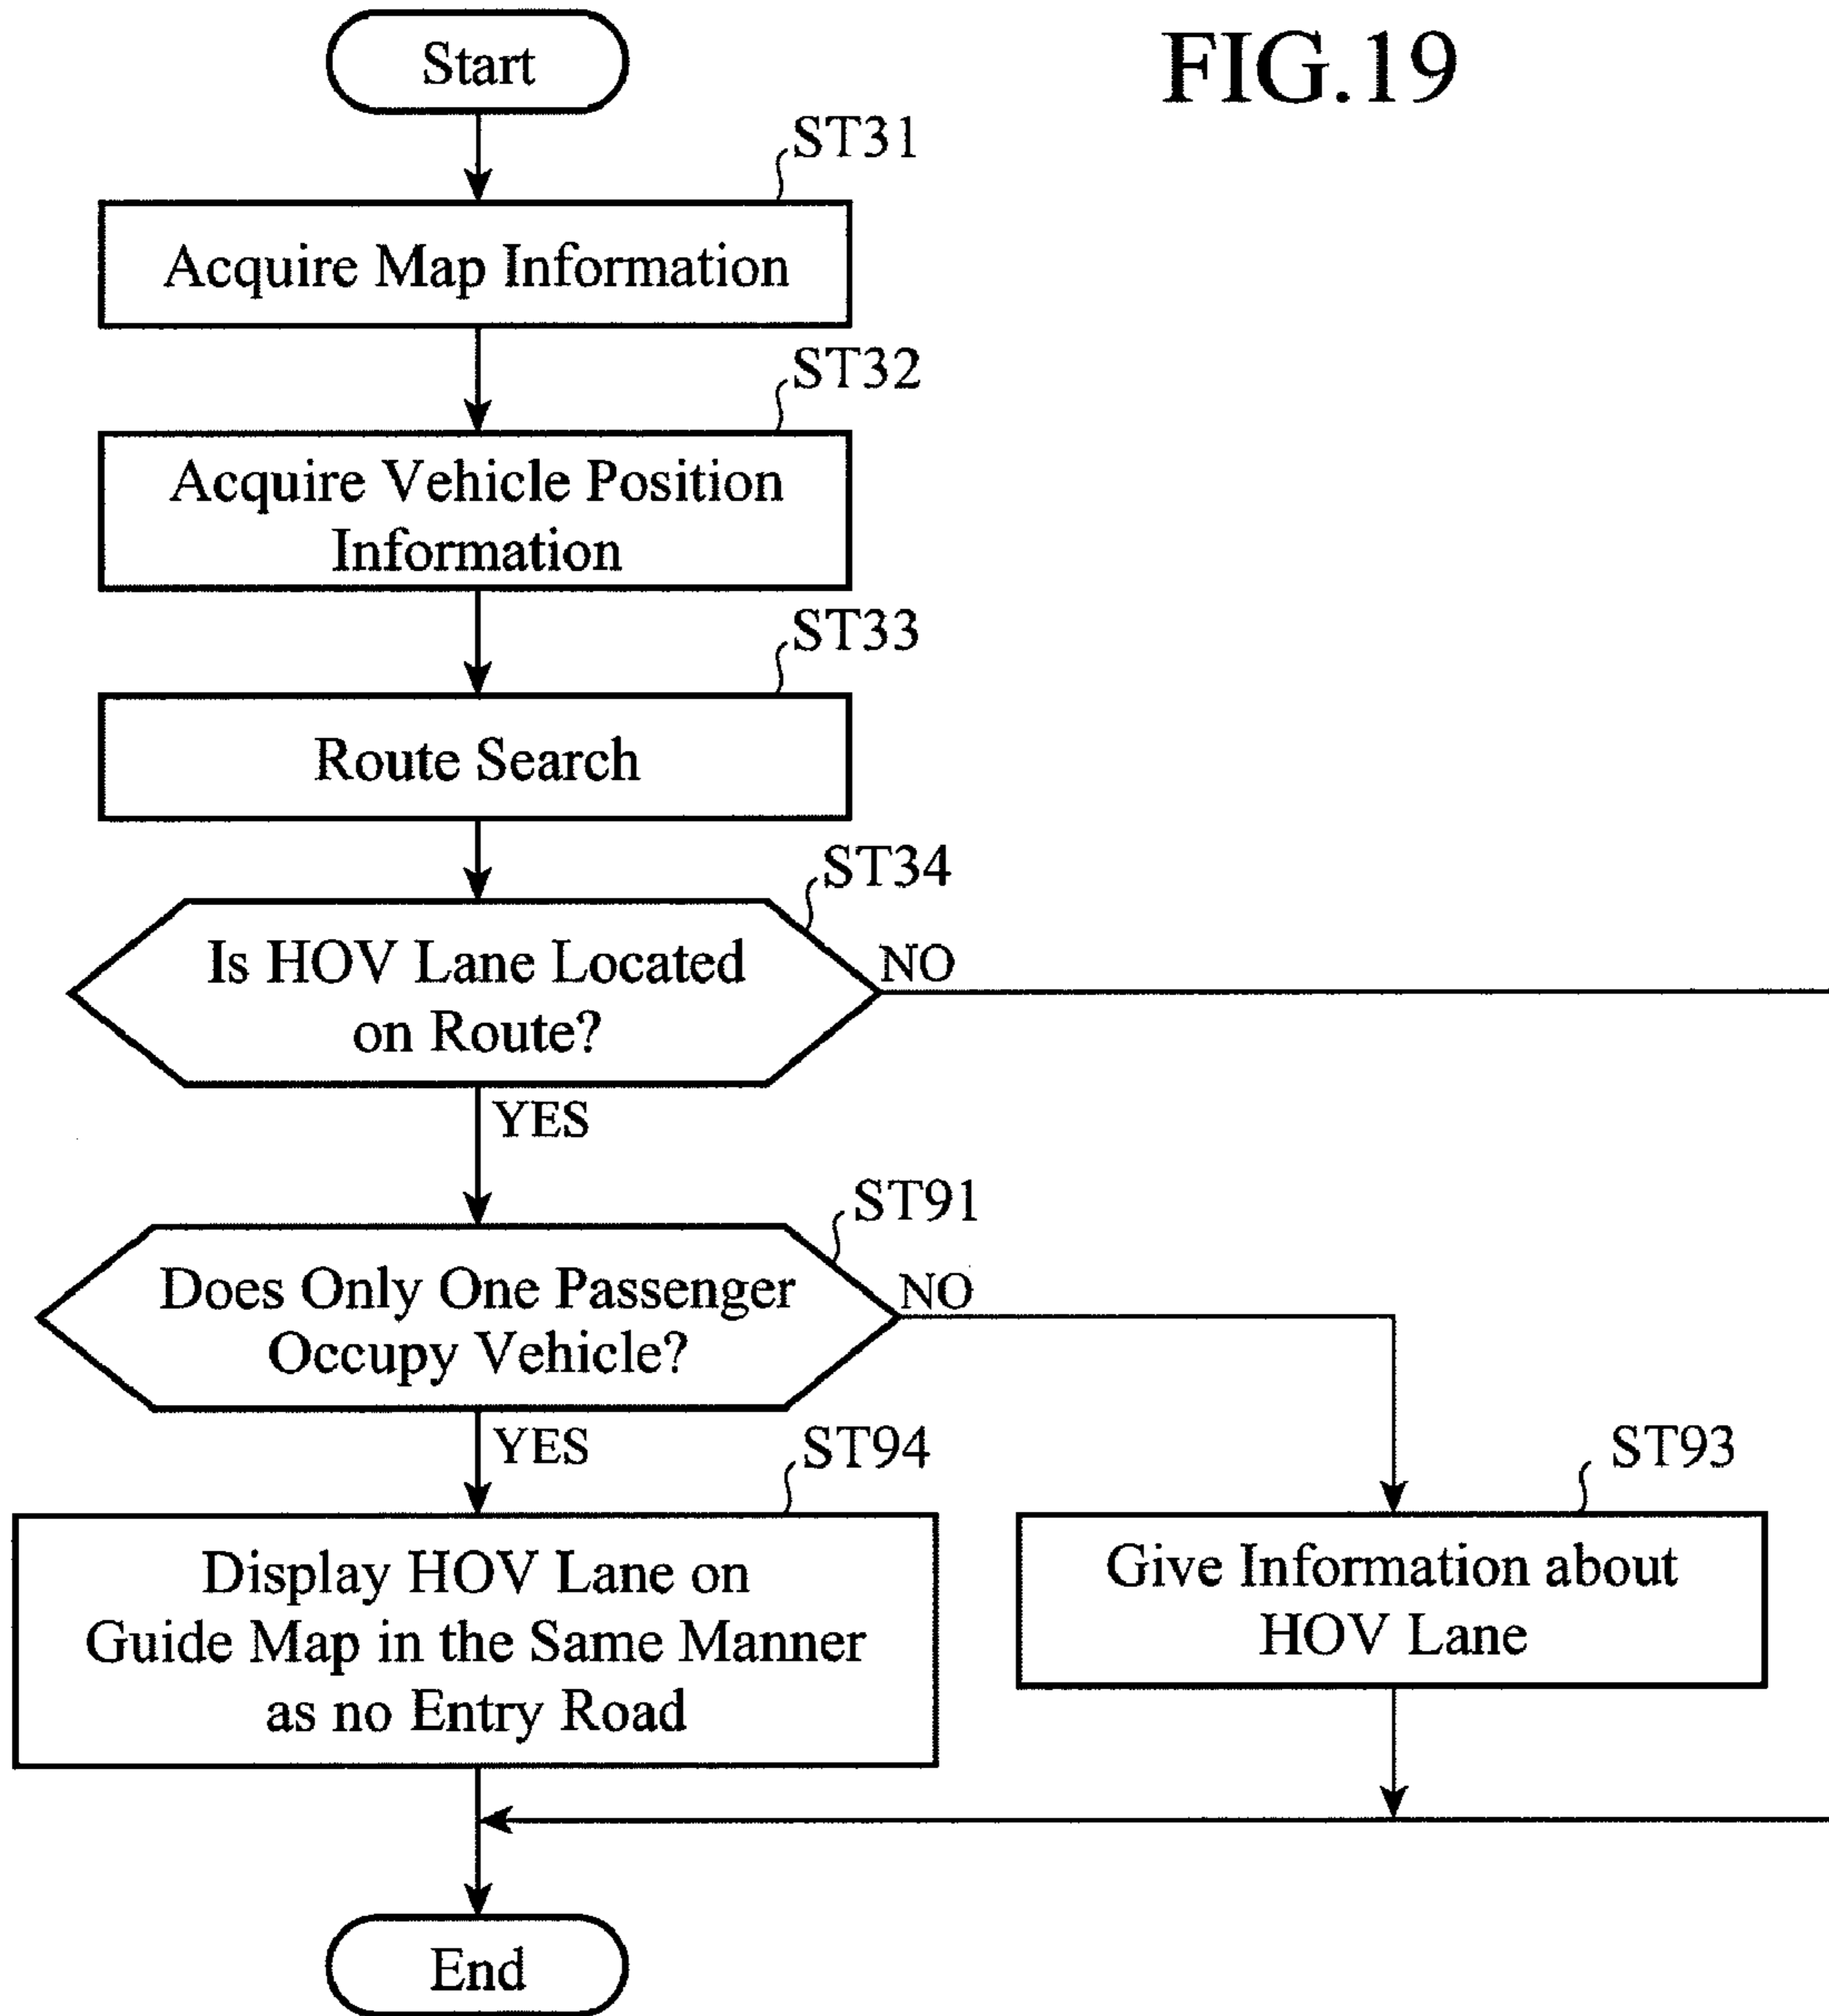 FIG.19
Start
ST31
Acquire Map Information
ST32
Acquire Vehicle Position
Information
ST33
Route Search
ST34
Is HOV Lane Located
on Route?
NO
YES
ST91
Does Only One Passenger
Occupy Vehicle?
NO
YES
ST94
Display HOV Lane on
Guide Map in the Same Manner
as no Entry Road
ST93
Give Information about
HOV Lane
End